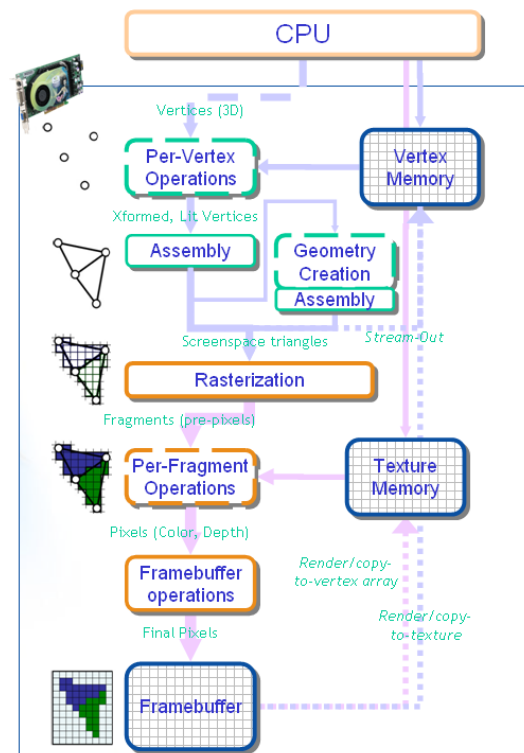 CPU
Vertices (3D)
Per-Vertex
Operations
Vertex
Memory
Xformed, Lit Vertices
Assembly
Geometry
Creation
Assembly
Stream-Out
Screenspace triangles
Rasterization
Fragments (pre-pixels)
Per-Fragment
Operations
Texture
Memory
Pixels (Color, Depth)
Render/copy-
to-vertex array
Framebuffer
operations
Render/copy-
to-texture
Final Pixels
Framebuffer